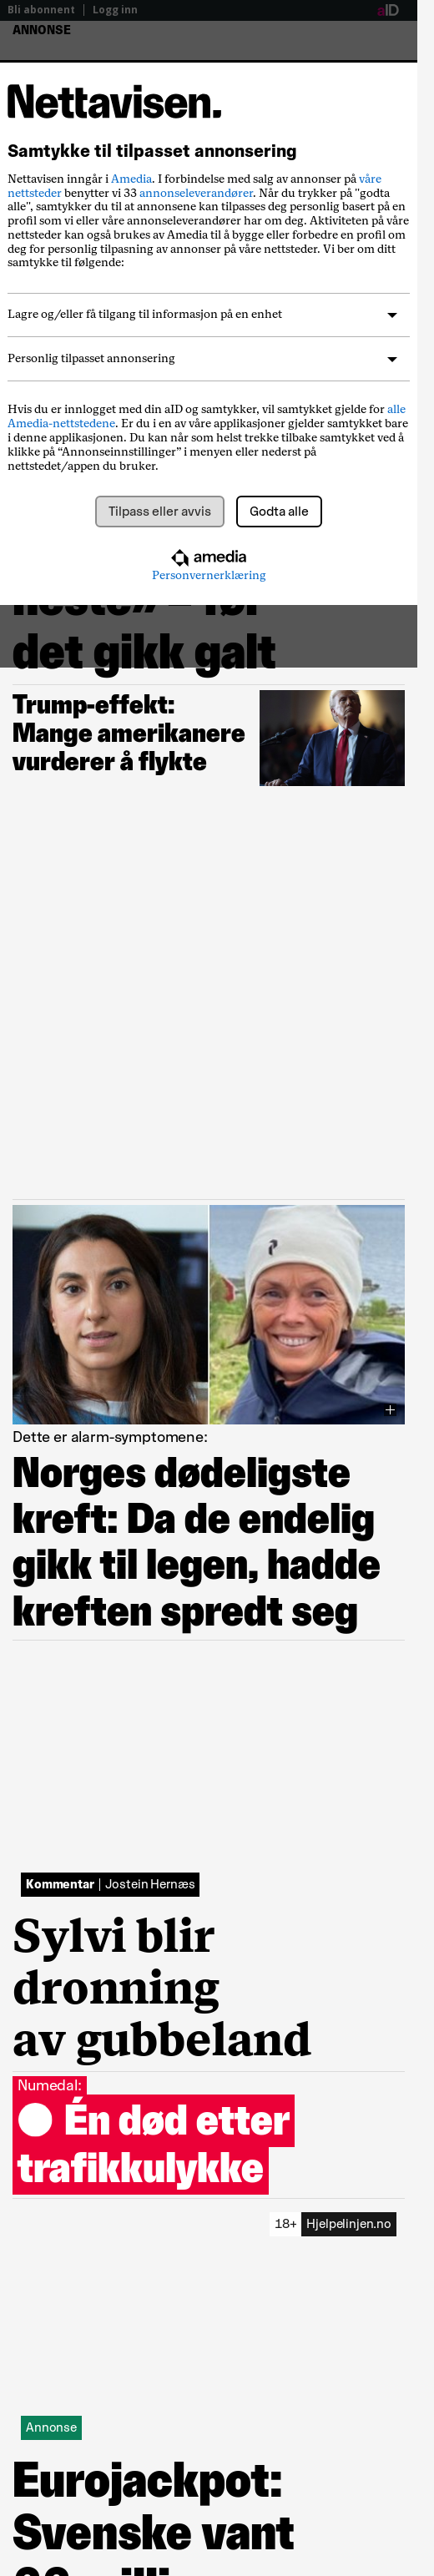 Bli abonnent | Logg inn
aID
ANNONSE
Nettavisen.
Samtykke til tilpasset annonsering
Nettavisen inngår i Amedia. I forbindelse med salg av annonser på våre
nettsteder benytter vi 33 annonseleverandører. Når du trykker på "godta
alle", samtykker du til at annonsene kan tilpasses deg personlig basert på en
profil som vi eller våre annonseleverandører har om deg. Aktiviteten på våre
nettsteder kan også brukes av Amedia til å bygge eller forbedre en profil om
deg for personlig tilpasning av annonser på våre nettsteder. Vi ber om ditt
samtykke til følgende:
Lagre og/eller få tilgang til informasjon på en enhet
Personlig tilpasset annonsering
Hvis du er innlogget med din aID og samtykker, vil samtykket gjelde for alle
Amedia-nettstedene. Er du i en av våre applikasjoner gjelder samtykket bare
i denne applikasjonen. Du kan når som helst trekke tilbake samtykket ved å
klikke på “Annonseinnstillinger” i menyen eller nederst på
nettstedet/appen du bruker.
Tilpass eller avvis
Godta alle
amedia
Personvernerklæring
det gikk galt
Trump-effekt:
Mange amerikanere
vurderer å flykte
Dette er alarm-symptomene:
Norges dødeligste
kreft: Da de endelig
gikk til legen, hadde
kreften spredt seg
Kommentar | Jostein Hernæs
Sylvi blir
dronning
av gubbeland
Numedal:
Én død etter
trafikkulykke
18+ Hjelpelinjen.no
Annonse
Eurojackpot:
Svenske vant